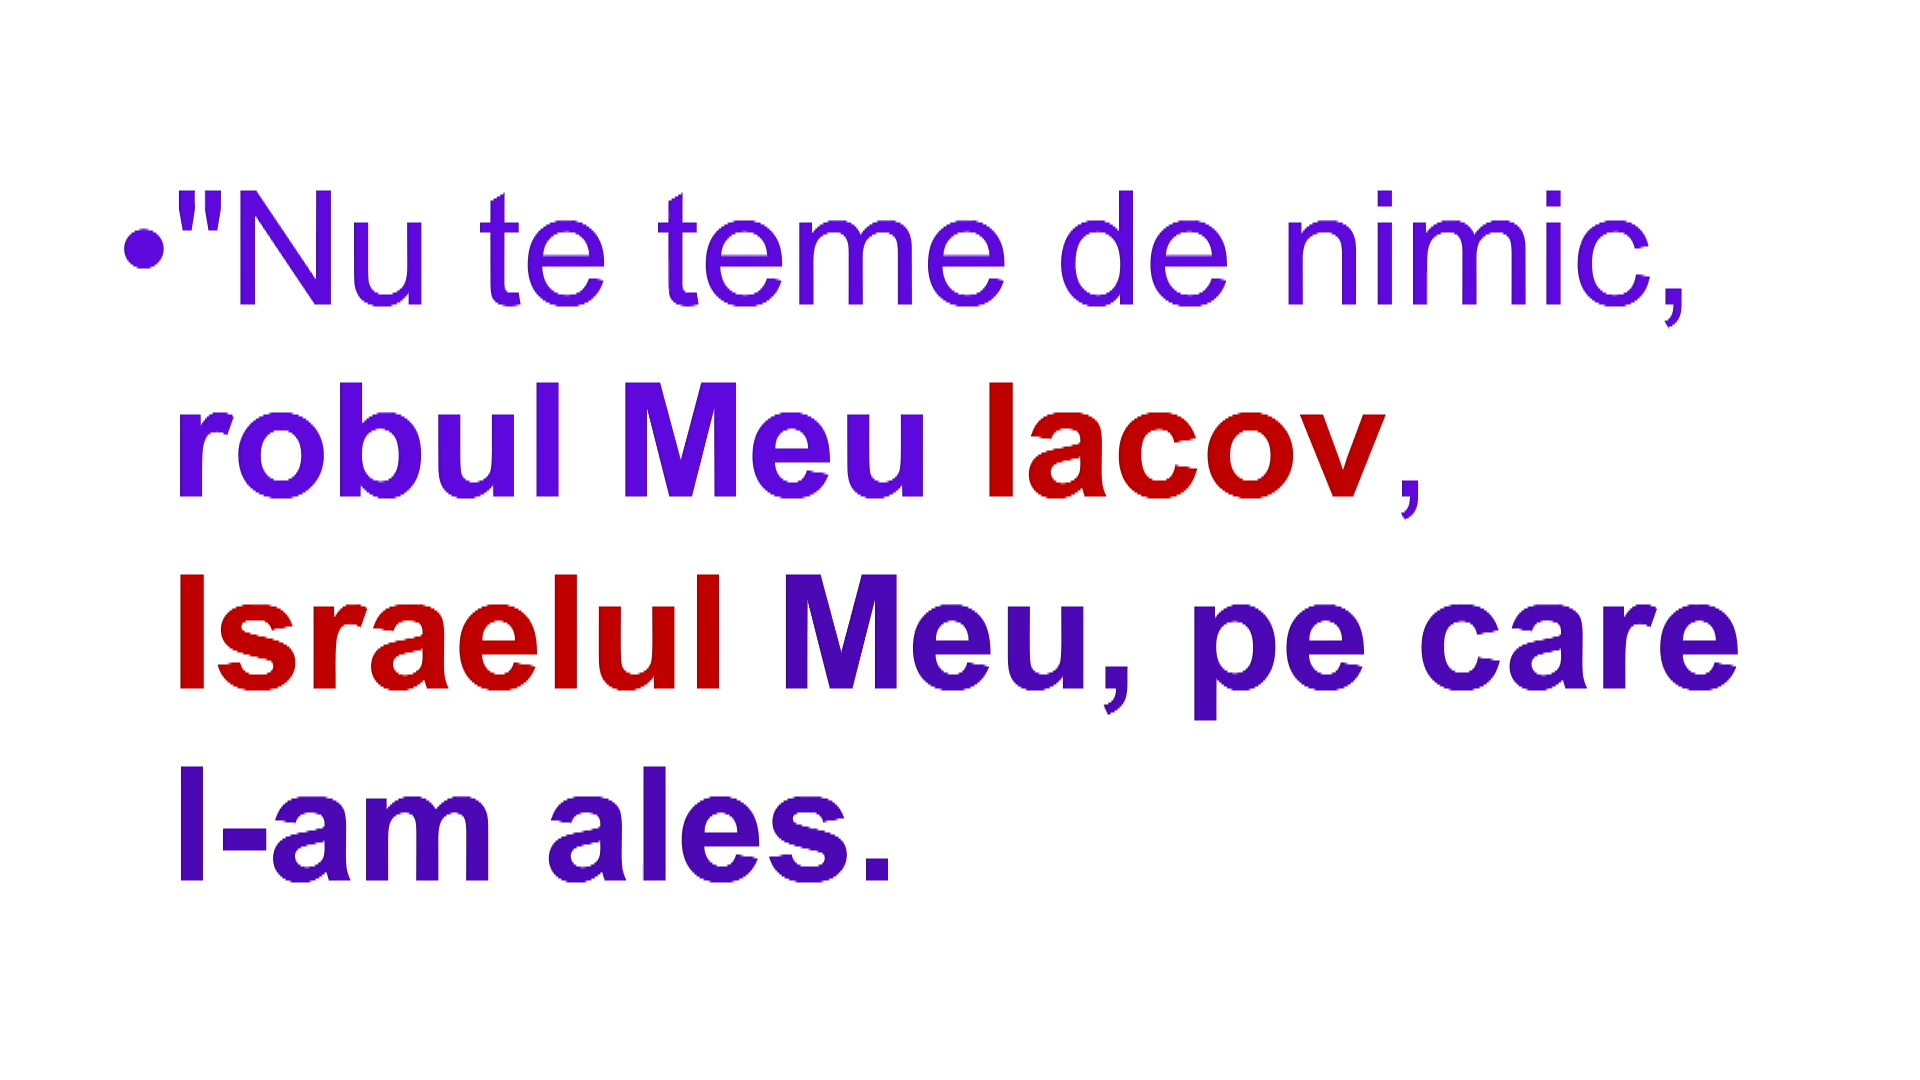 •"Nu te teme de nimic,
robul Meu Iacov,
Israelul Meu, pe care
l-am ales.